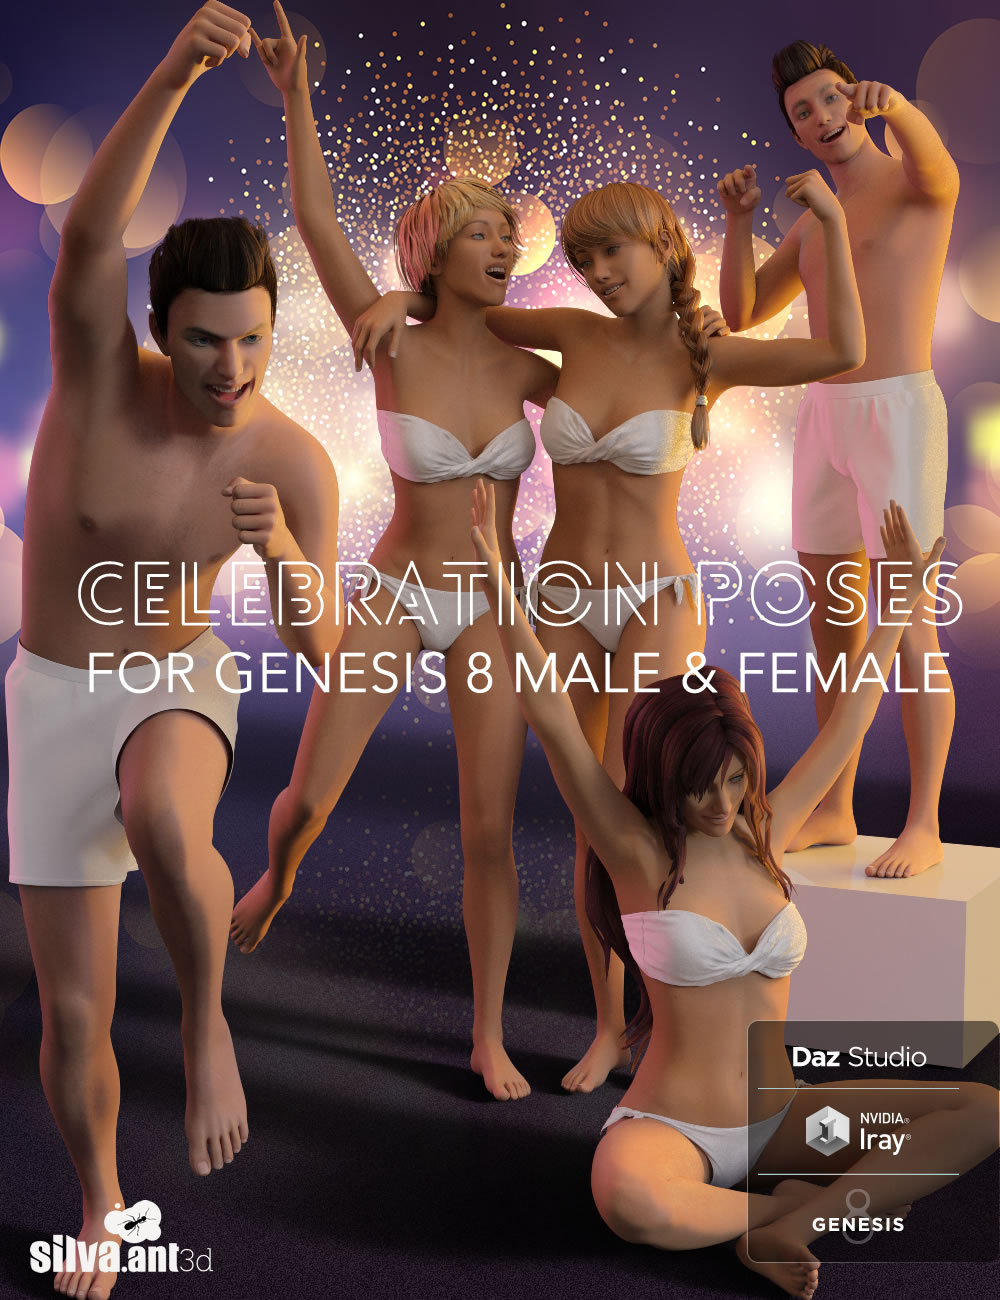 CELEBRATION POSES
FOR GENESIS 8 MALE & FEMALE
Daz Studio
NVIDIA®
Iray®
8
GENESIS
silva.ant3d